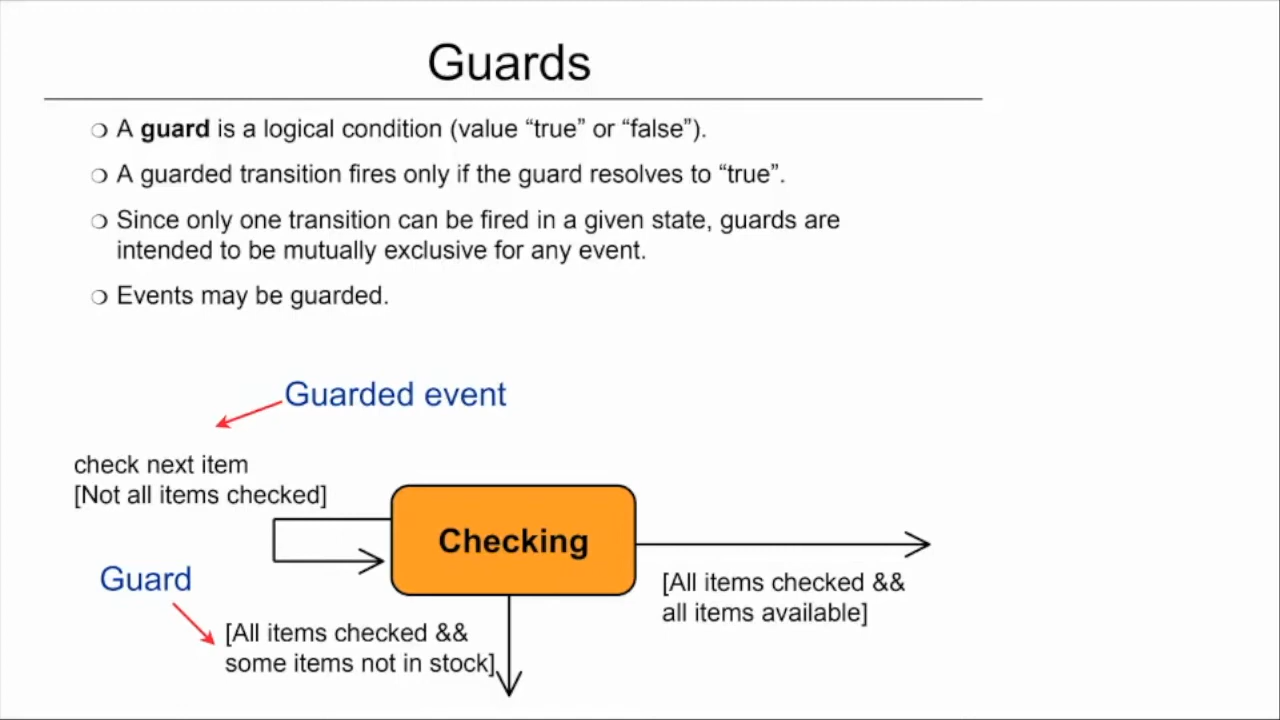 Guards
❍ A guard is a logical condition (value “true” or “false”).
❍ A guarded transition fires only if the guard resolves to “true”.
❍ Since only one transition can be fired in a given state, guards are
intended to be mutually exclusive for any event.
❍ Events may be guarded.
Guarded event
check next item
[Not all items checked]
Checking
Guard
[All items checked &&
all items available]
[All items checked &&
some items not in stock]